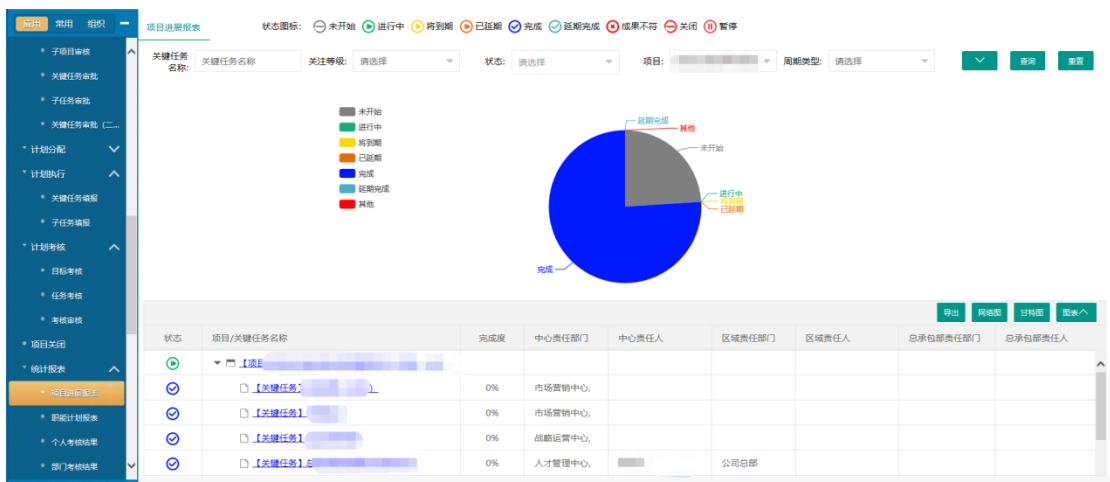 应用 常用 组织
子项目审核
关键任务审批
子任务审批
关键任务审批（二...
计划分配
计划执行
关键任务填报
子任务填报
计划考核
目标考核
任务考核
考核审核
项目关闭
统计报表
项目进展报表
职能计划报表
个人考核结果
部门考核结果
项目进展报表 状态图标： 未开始 进行中 将到期 已延期 完成 延期完成 成果不符 关闭 暂停
关键任务名称: 关键任务名称 关注等级: 请选择 状态: 请选择 项目: 周期类型: 请选择 查询 重置
未开始
进行中
将到期
已延期
完成
延期完成
其他
延期完成
其他
未开始
进行中
将到期
已延期
完成
导出 网络图 甘特图 图表
状态 项目/关键任务名称 完成度 中心责任部门 中心责任人 区域责任部门 区域责任人 总承包部责任部门 总承包部责任人
【项目
【关键任务】 0% 市场营销中心,
【关键任务】 0% 市场营销中心,
【关键任务】 0% 战略运营中心,
【关键任务】总 0% 人才管理中心, 公司总部